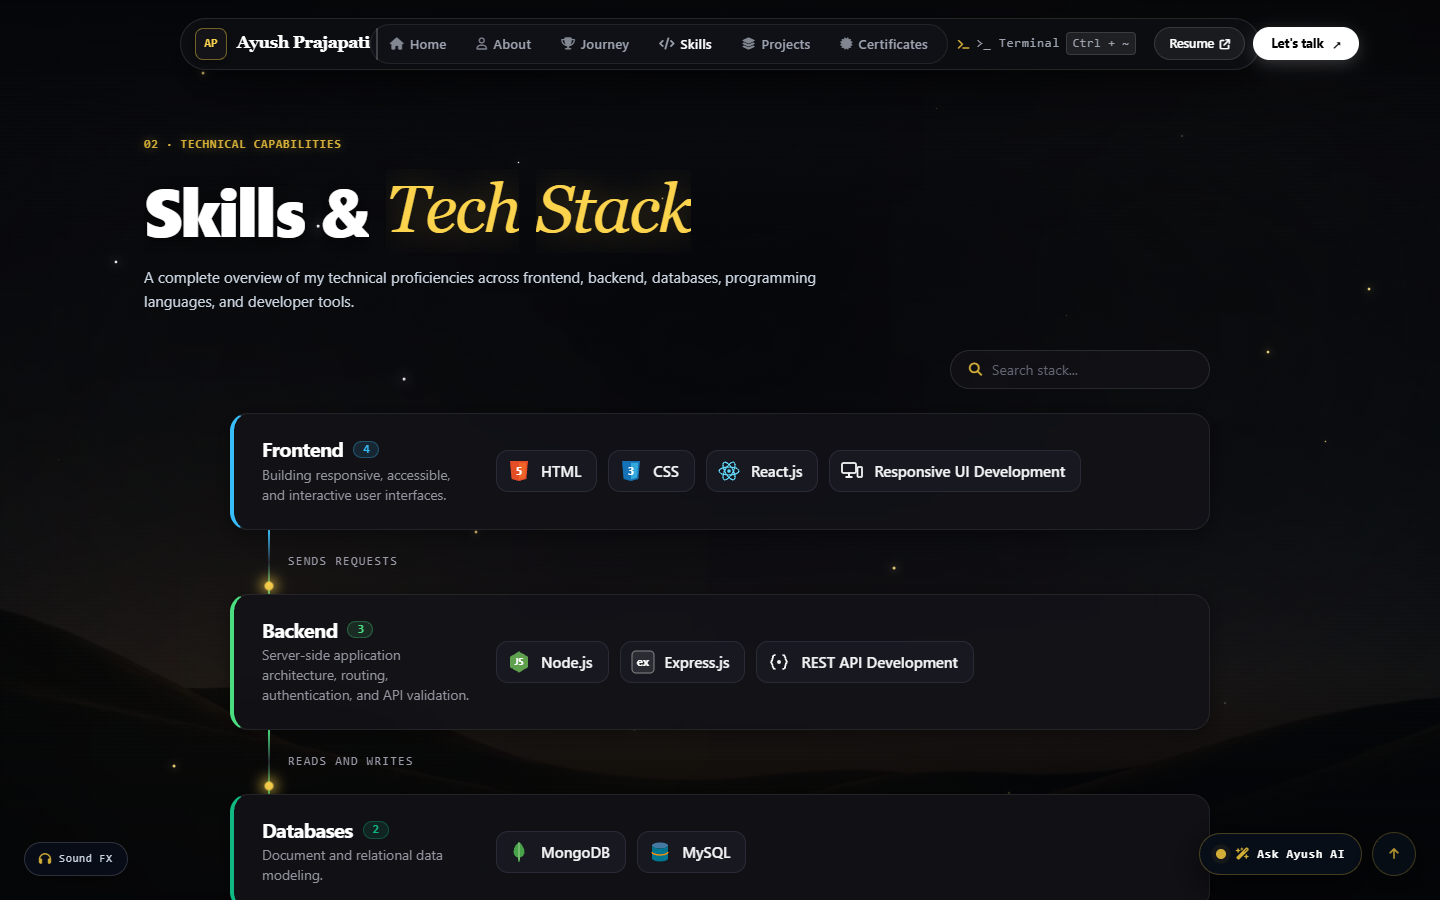 AP Ayush Prajapati Home About Journey </> Skills Projects Certificates >_ Terminal Ctrl + ~ Resume Let's talk ↗
02 · TECHNICAL CAPABILITIES
Skills & Tech Stack
A complete overview of my technical proficiencies across frontend, backend, databases, programming
languages, and developer tools.
Search stack...
Frontend 4
Building responsive, accessible,
and interactive user interfaces.
5 HTML 3 CSS React.js Responsive UI Development
SENDS REQUESTS
Backend 3
Server-side application
architecture, routing,
authentication, and API validation.
JS Node.js ex Express.js REST API Development
READS AND WRITES
Databases 2
Document and relational data
modeling.
MongoDB MySQL
Sound FX
Ask Ayush AI ↑